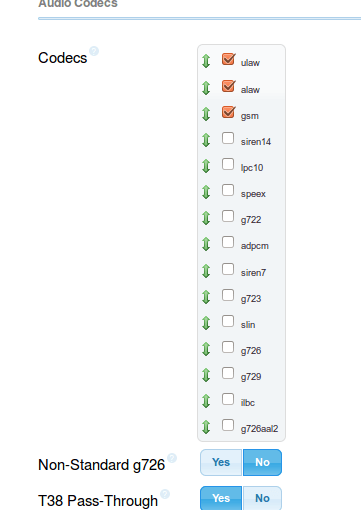 Audio Codecs
Codecs ?
ulaw
alaw
gsm
siren14
lpc10
speex
g722
adpcm
siren7
g723
slin
g726
g729
ilbc
g726aal2
Non-Standard g726 ?
Yes No
T38 Pass-Through ?
Yes No